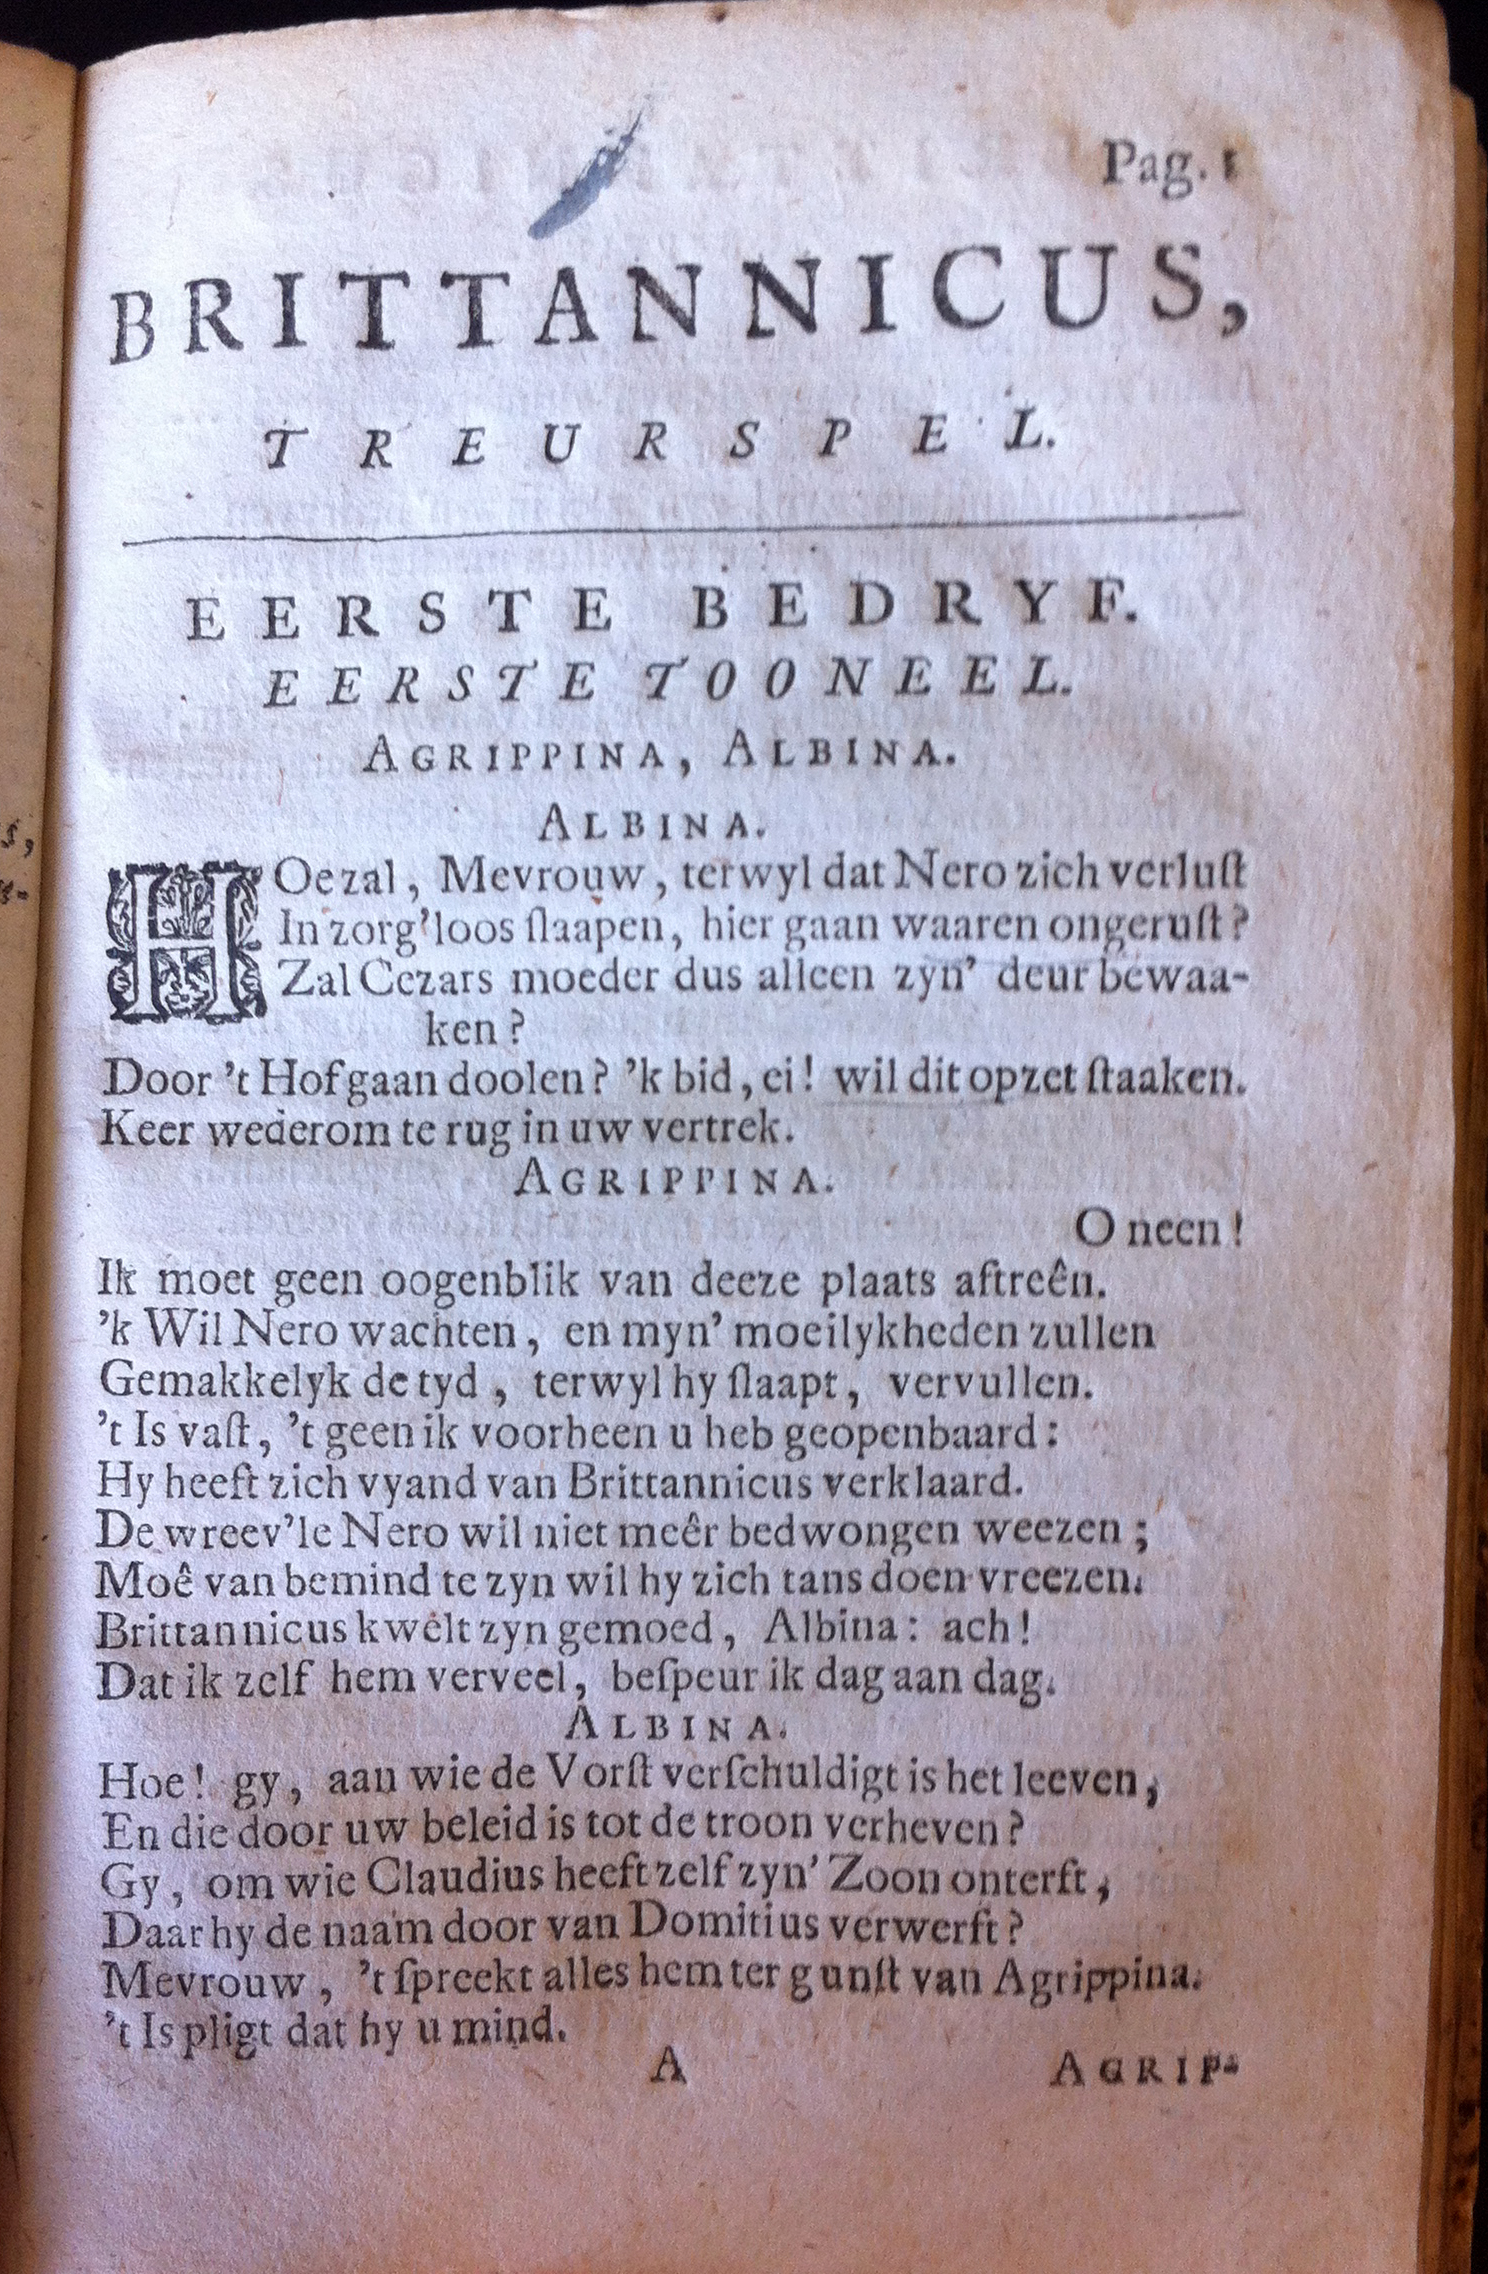 Pag. 1
BRITTANNICUS,
TREURSPEL.
EERSTE BEDRYF.
EERSTE TOONEEL.
AGRIPPINA, ALBINA.
ALBINA.
HOe zal, Mevrouw, terwyl dat Nero zich verluſt
In zorg'loos ſlaapen, hier gaan waaren ongeruſt?
Zal Cezars moeder dus alleen zyn' deur bewaa-
ken?
Door 't Hof gaan doolen? 'k bid, ei! wil dit opzet ſtaaken.
Keer wederom te rug in uw vertrek.
AGRIPPINA.
O neen!
Ik moet geen oogenblik van deeze plaats aftreên.
'k Wil Nero wachten, en myn' moeilykheden zullen
Gemakkelyk de tyd, terwyl hy ſlaapt, vervullen.
't Is vaſt, 't geen ik voorheen u heb geopenbaard:
Hy heeft zich vyand van Brittannicus verklaard.
De wreev'le Nero wil niet meêr bedwongen weezen;
Moê van bemind te zyn wil hy zich tans doen vreezen.
Brittannicus kwelt zyn gemoed, Albina: ach!
Dat ik zelf hem verveel, beſpeur ik dag aan dag.
ALBINA.
Hoe! gy, aan wie de Vorſt verſchuldigt is het leeven,
En die door uw beleid is tot de troon verheven?
Gy, om wie Claudius heeft zelf zyn' Zoon onterft,
Daar hy de naam door van Domitius verwerft?
Mevrouw, 't ſpreekt alles hem ter gunſt van Agrippina.
't Is pligt dat hy u mind.
A AGRIP-